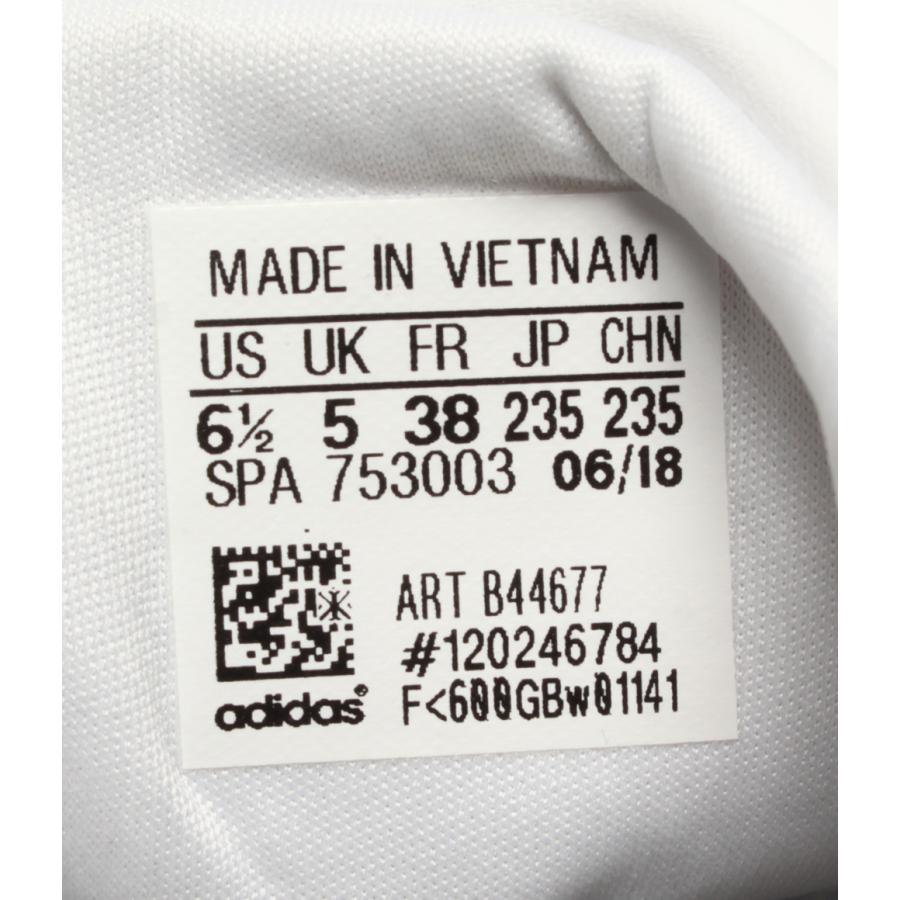 MADE IN VIETNAM
US UK FR JP CHN
6½ 5 38 235 235
SPA 753003 06/18
ART B44677
#120246784
adidas® F<600GBw01141